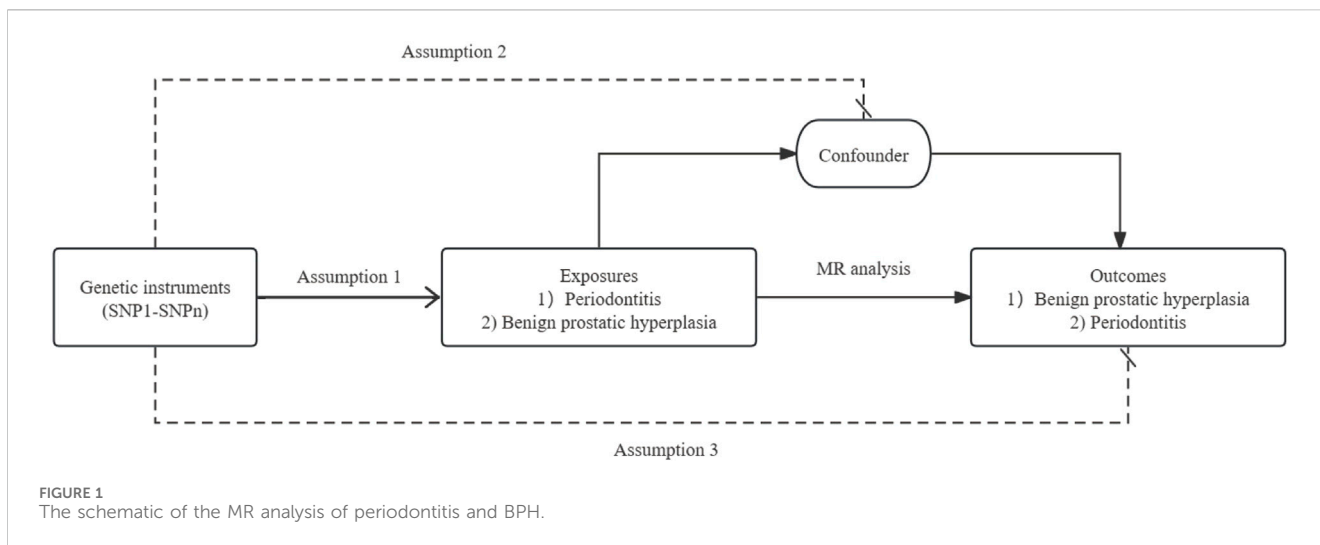 Assumption 2
Confounder
Genetic instruments
(SNP1-SNPn)
Assumption 1
Exposures
1) Periodontitis
2) Benign prostatic hyperplasia
MR analysis
Outcomes
1) Benign prostatic hyperplasia
2) Periodontitis
Assumption 3
FIGURE 1
The schematic of the MR analysis of periodontitis and BPH.